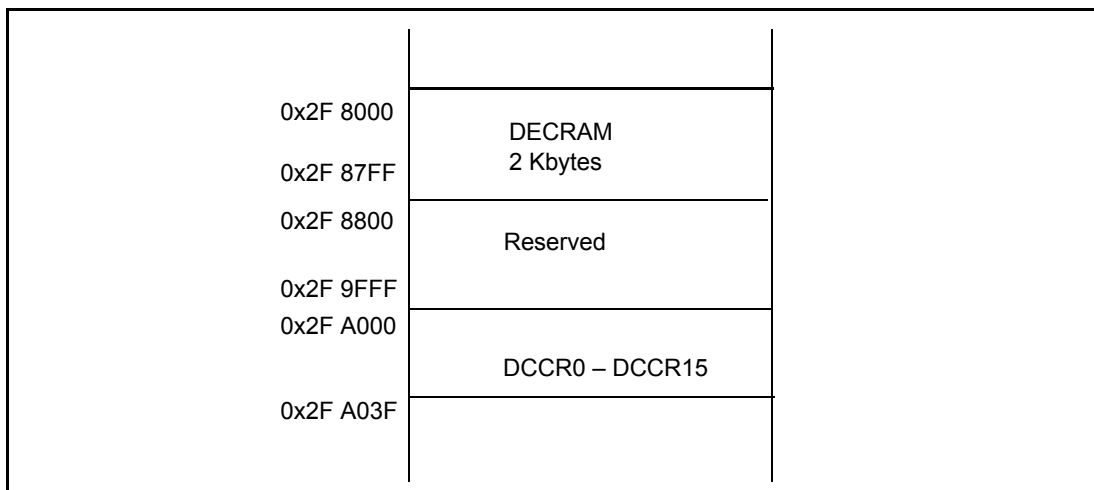 0x2F 8000
DECRAM
2 Kbytes
0x2F 87FF
0x2F 8800
Reserved
0x2F 9FFF
0x2F A000
DCCR0 – DCCR15
0x2F A03F